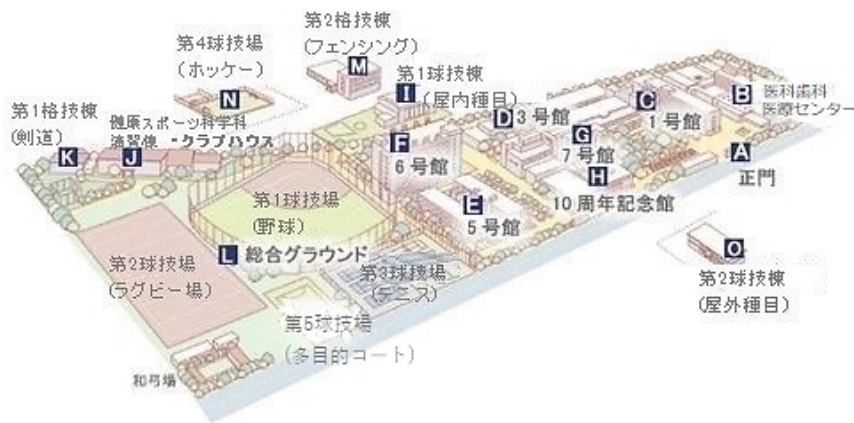 第2格技棟
(フェンシング)
M
第4球技場
(ホッケー)
N
第1球技棟
(屋内種目)
I
第1格技棟
(剣道)
K
健康スポーツ科学科
演習棟・クラブハウス
J
D
3号館
C
1号館
B
医科歯科
医療センター
F
6号館
G
7号館
A
正門
H
10周年記念館
E
5号館
第1球技場
(野球)
L
総合グラウンド
第2球技場
(ラグビー場)
第3球技場
(テニス)
O
第2球技棟
(屋外種目)
第5球技場
(多目的コート)
和弓場